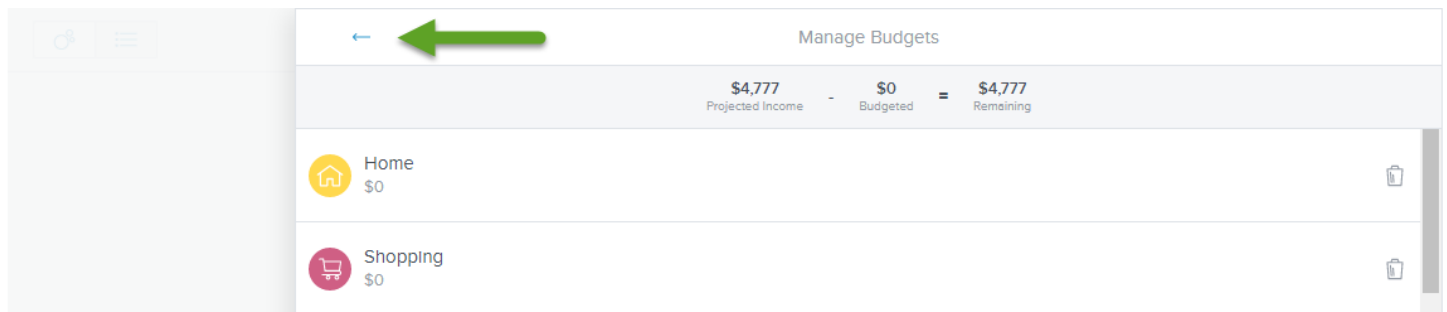 Manage Budgets
$4,777 - $0 = $4,777
Projected Income Budgeted Remaining
Home
$0
Shopping
$0